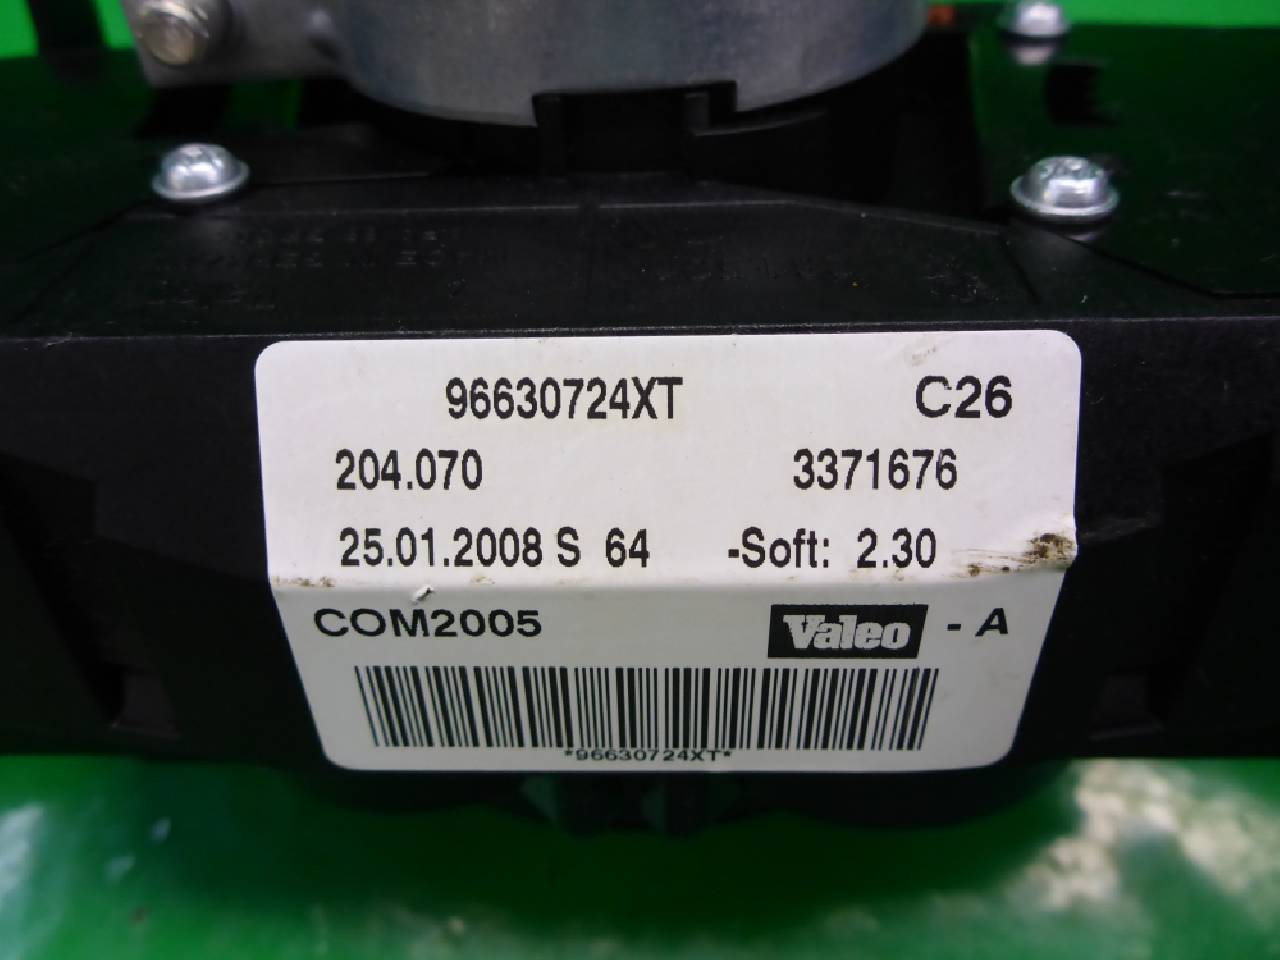 96630724XT C26
204.070 3371676
25.01.2008 S 64 -Soft: 2.30
COM2005 Valeo - A
*96630724XT*